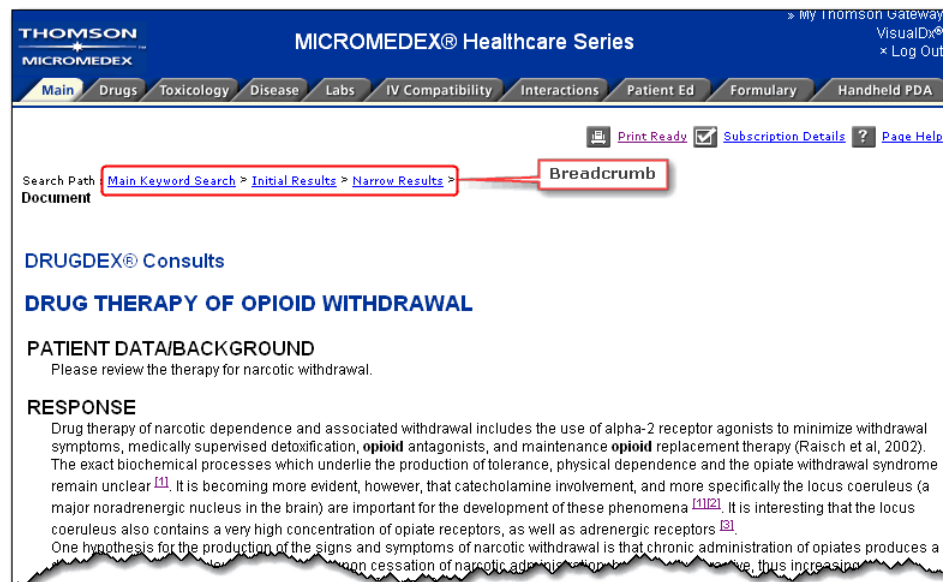 » My Thomson Gateway
THOMSON
MICROMEDEX
MICROMEDEX® Healthcare Series
VisualDx®
× Log Out
Main Drugs Toxicology Disease Labs IV Compatibility Interactions Patient Ed Formulary Handheld PDA
Print Ready Subscription Details ? Page Help
Search Path : Main Keyword Search > Initial Results > Narrow Results >
Breadcrumb
Document
DRUGDEX® Consults
DRUG THERAPY OF OPIOID WITHDRAWAL
PATIENT DATA/BACKGROUND
Please review the therapy for narcotic withdrawal.
RESPONSE
Drug therapy of narcotic dependence and associated withdrawal includes the use of alpha-2 receptor agonists to minimize withdrawal
symptoms, medically supervised detoxification, opioid antagonists, and maintenance opioid replacement therapy (Raisch et al, 2002).
The exact biochemical processes which underlie the production of tolerance, physical dependence and the opiate withdrawal syndrome
remain unclear [1]. It is becoming more evident, however, that catecholamine involvement, and more specifically the locus coeruleus (a
major noradrenergic nucleus in the brain) are important for the development of these phenomena [1][2]. It is interesting that the locus
coeruleus also contains a very high concentration of opiate receptors, as well as adrenergic receptors [3].
One hypothesis for the production of the signs and symptoms of narcotic withdrawal is that chronic administration of opiates produces a
cessation of narcotic thus increasing